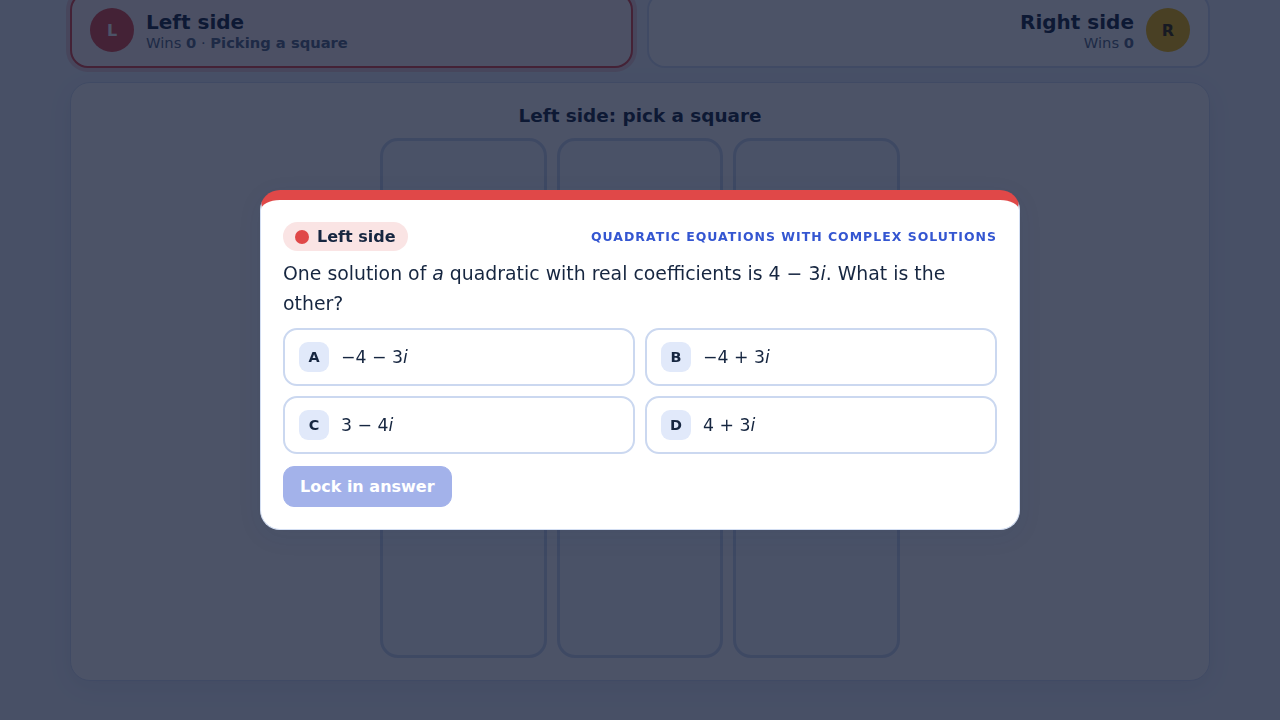 L
Left side
Wins 0 · Picking a square
Right side
Wins 0
R
Left side: pick a square
Left side
QUADRATIC EQUATIONS WITH COMPLEX SOLUTIONS
One solution of a quadratic with real coefficients is 4 − 3i. What is the
other?
A −4 − 3i
B −4 + 3i
C 3 − 4i
D 4 + 3i
Lock in answer